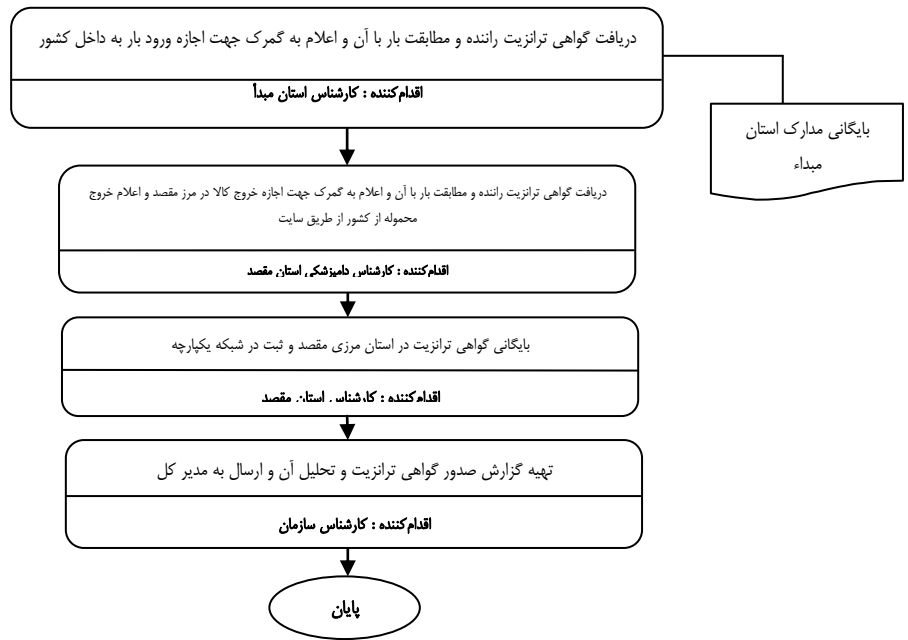 دریافت گواهی ترانزیت راننده و مطابقت بار با آن و اعلام به گمرک جهت اجازه ورود بار به داخل کشور
اقدام‌کننده : کارشناس استان مبدأ
بایگانی مدارک استان
مبداء
دریافت گواهی ترانزیت راننده و مطابقت بار با آن و اعلام به گمرک جهت اجازه خروج کالا در مرز مقصد و اعلام خروج
محموله از کشور از طریق سایت
اقدام‌کننده : کارشناس دامپزشکی استان مقصد
بایگانی گواهی ترانزیت در استان مرزی مقصد و ثبت در شبکه یکپارچه
اقدام‌کننده : کارشناس استان مقصد
تهیه گزارش صدور گواهی ترانزیت و تحلیل آن و ارسال به مدیر کل
اقدام‌کننده : کارشناس سازمان
پایان